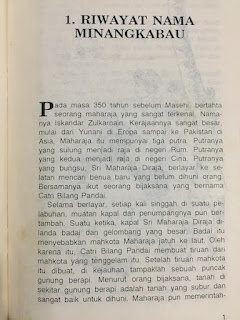 1. RIWAYAT NAMA
MINANGKABAU
Pada masa 350 tahun sebelum Masehi, bertahta
seorang maharaja yang sangat terkenal. Nama-
nya Iskandar Zulkarnain. Kerajaannya sangat besar,
mulai dari Yunani di Eropa sampai ke Pakistan di
Asia. Maharaja itu mempunyai tiga putra. Putranya
yang sulung menjadi raja di negeri Rum. Putranya
yang kedua menjadi raja di negeri Cina. Putranya
yang bungsu, Sri Maharaja Diraja, berlayar ke se-
latan mencari benua baru yang belum dihuni orang.
Bersamanya ikut seorang bijaksana, yang bernama
Catri Bilang Pandai.
Selama berlayar, setiap kali singgah di suatu pe-
labuhan, muatan kapal dan penumpangnya pun ber-
tambah. Suatu ketika, kapal Sri Maharaja Diraja di-
landa badai dan gelombang yang besar. Badai itu
menyebabkan mahkota Maharaja jatuh ke laut. Oleh
karena itu, Catri Bilang Pandai membuat tiruan dari
mahkota yang tenggelam itu. Setelah tiruan mahkota
itu dibuat, di kejauhan tampaklah sebuah puncak
gunung berapi. Menurut orang bijaksana, tanah di
sekitar gunung berapi adalah tanah yang subur dan
sangat baik untuk dihuni. Maharaja pun memerintah-
1